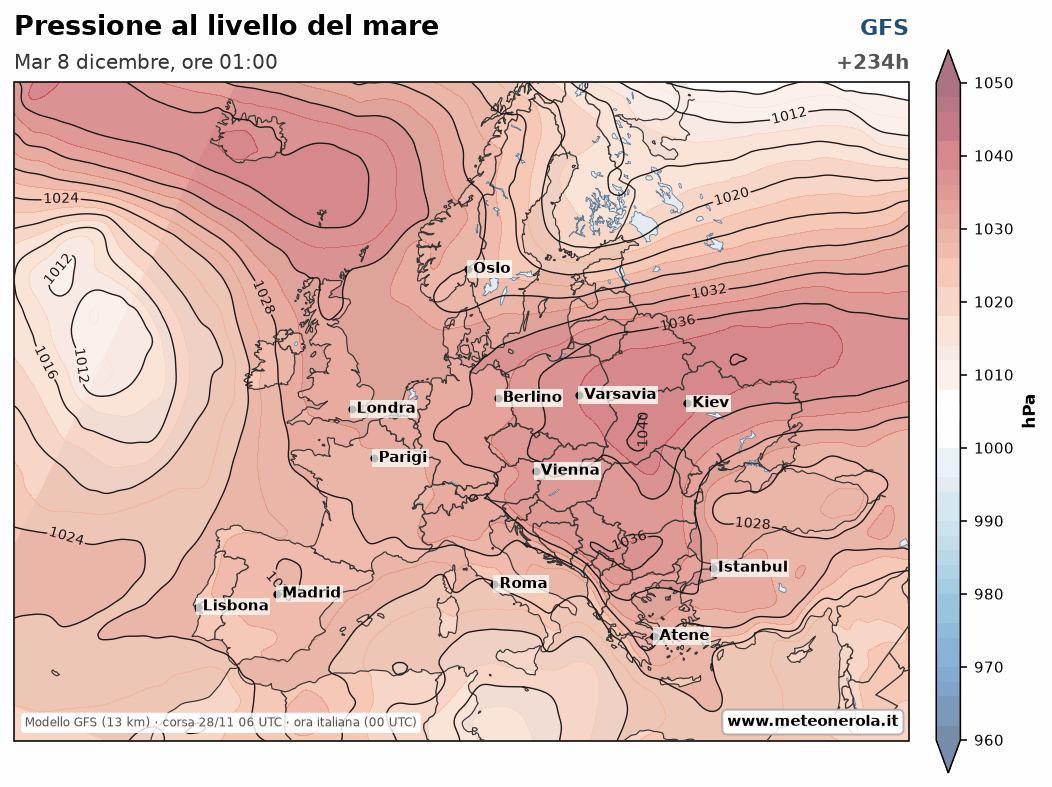 Pressione al livello del mare
GFS
Mar 8 dicembre, ore 01:00
+234h
1050
1040
1030
1020
1010
1000
990
980
970
960
hPa
1012
1024
1020
1012
Oslo
1028
1032
1036
1016
1012
Berlino
Varsavia
Kiev
Londra
1040
Parigi
Vienna
1028
1024
1036
Istanbul
Roma
Madrid
Lisbona
Atene
Modello GFS (13 km) · corsa 28/11 06 UTC · ora italiana (00 UTC)
www.meteonerola.it